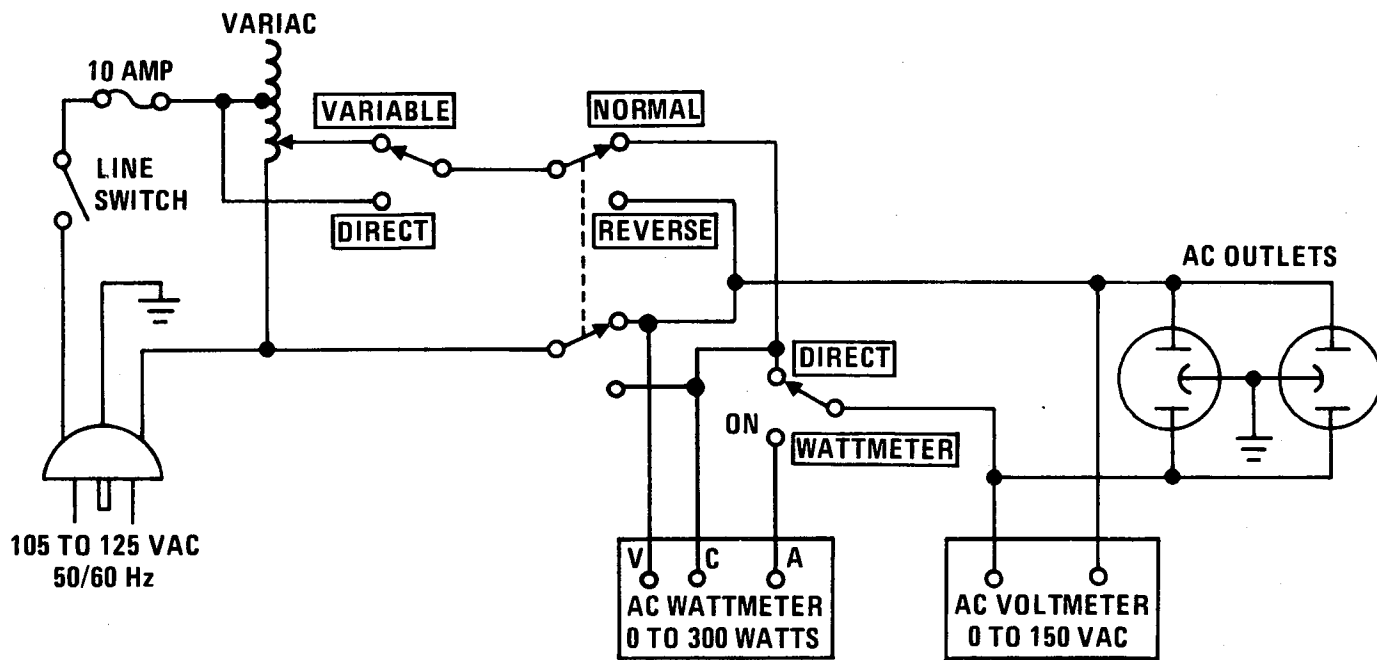 VARIAC
10 AMP
VARIABLE
NORMAL
LINE
SWITCH
DIRECT
REVERSE
AC OUTLETS
DIRECT
ON
WATTMETER
105 TO 125 VAC
50/60 Hz
V C A
AC WATTMETER
0 TO 300 WATTS
AC VOLTMETER
0 TO 150 VAC